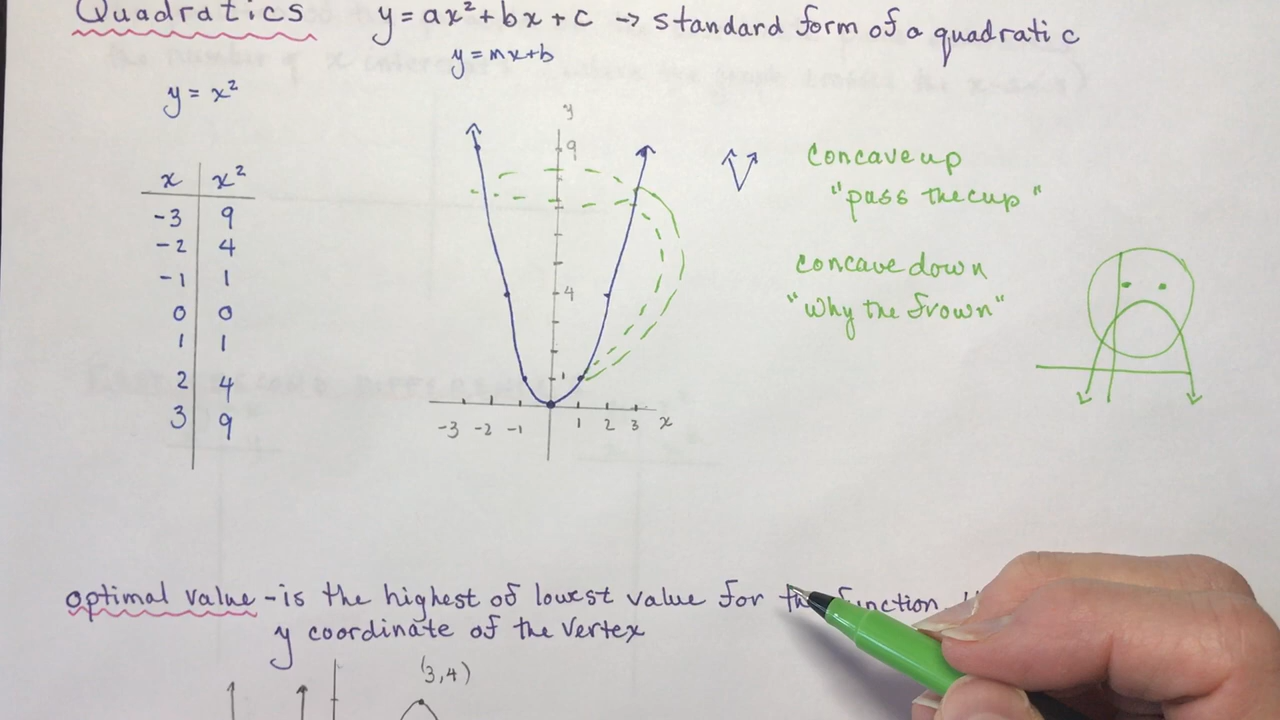 Quadratics y = ax² + bx + c → standard form of a quadratic
y = mx+b
y = x²
x x²
-3 9
-2 4
-1 1
0 0
1 1
2 4
3 9
y
9
4
1
-3 -2 -1 1 2 3 x
Concave up
"pass the cup"
concave down
"Why the frown"
optimal value - is the highest of lowest value for the function
y coordinate of the vertex
(3,4)